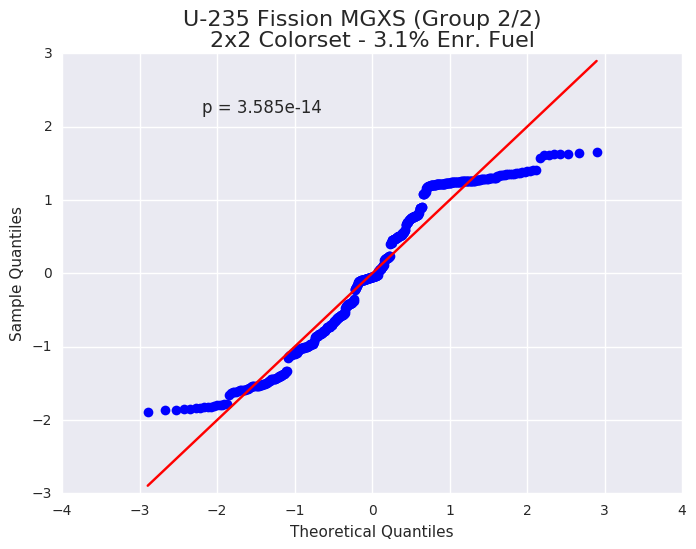 U-235 Fission MGXS (Group 2/2)
2x2 Colorset - 3.1% Enr. Fuel
3
2
1
0
−1
−2
−3
p = 3.585e-14
Sample Quantiles
−4 −3 −2 −1 0 1 2 3 4
Theoretical Quantiles